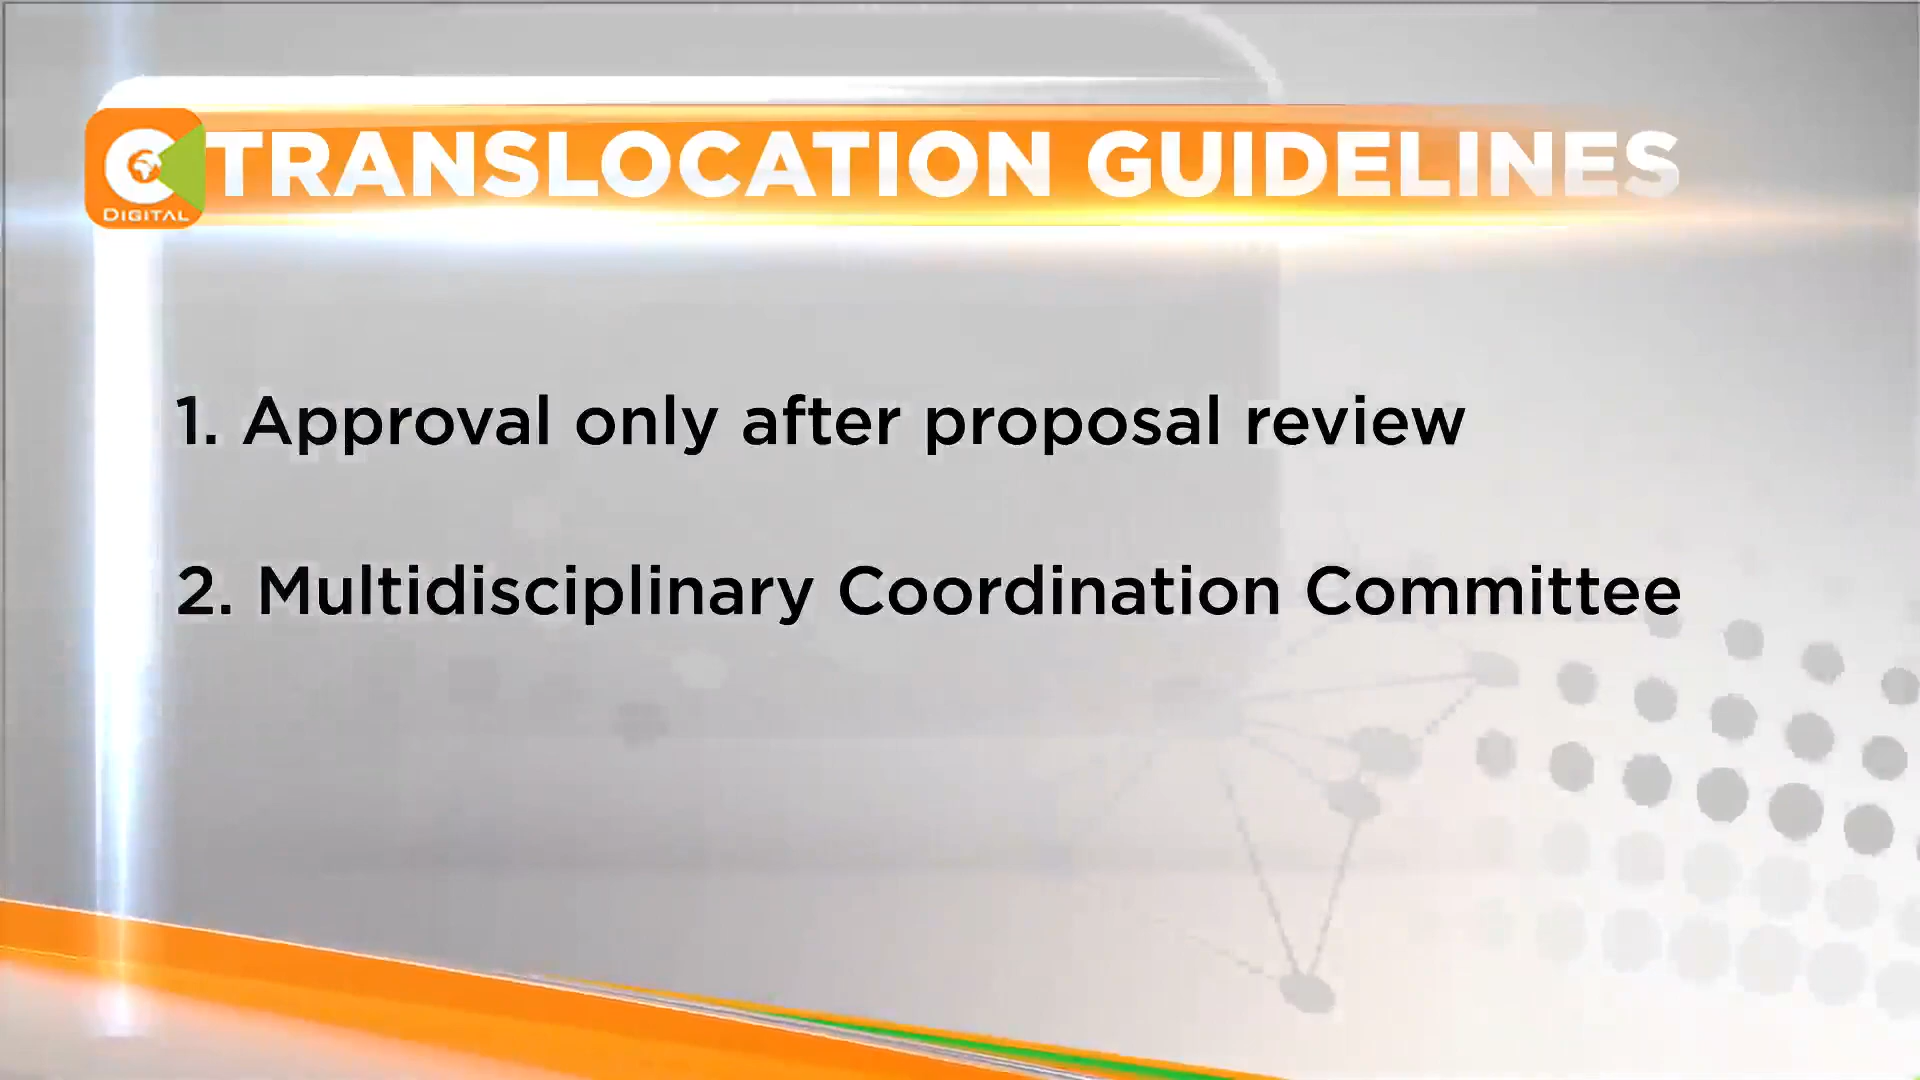 TRANSLOCATION GUIDELINES
DIGITAL
1. Approval only after proposal review
2. Multidisciplinary Coordination Committee